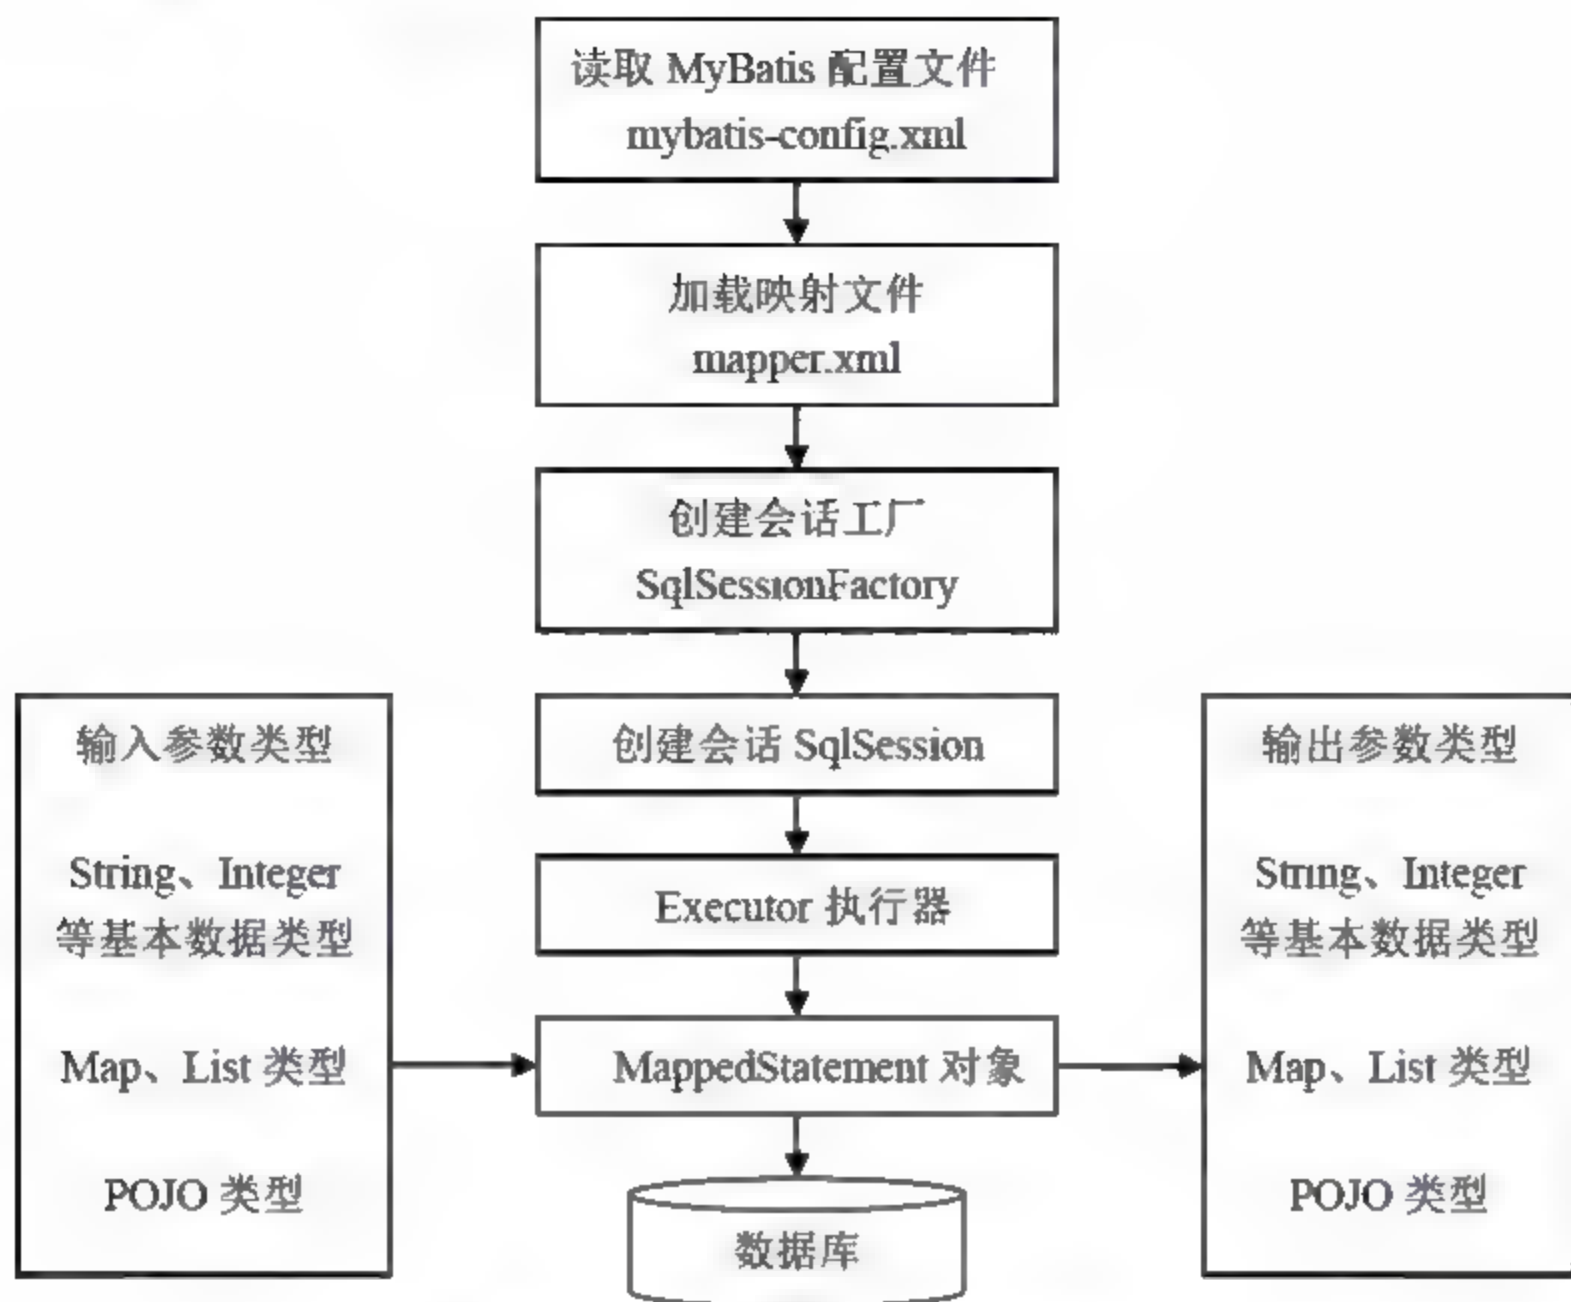 读取 MyBatis 配置文件
mybatis-config.xml
加载映射文件
mapper.xml
创建会话工厂
SqlSessionFactory
创建会话 SqlSession
Executor 执行器
MappedStatement 对象
数据库
输入参数类型
String、Integer
等基本数据类型
Map、List 类型
POJO 类型
输出参数类型
String、Integer
等基本数据类型
Map、List 类型
POJO 类型